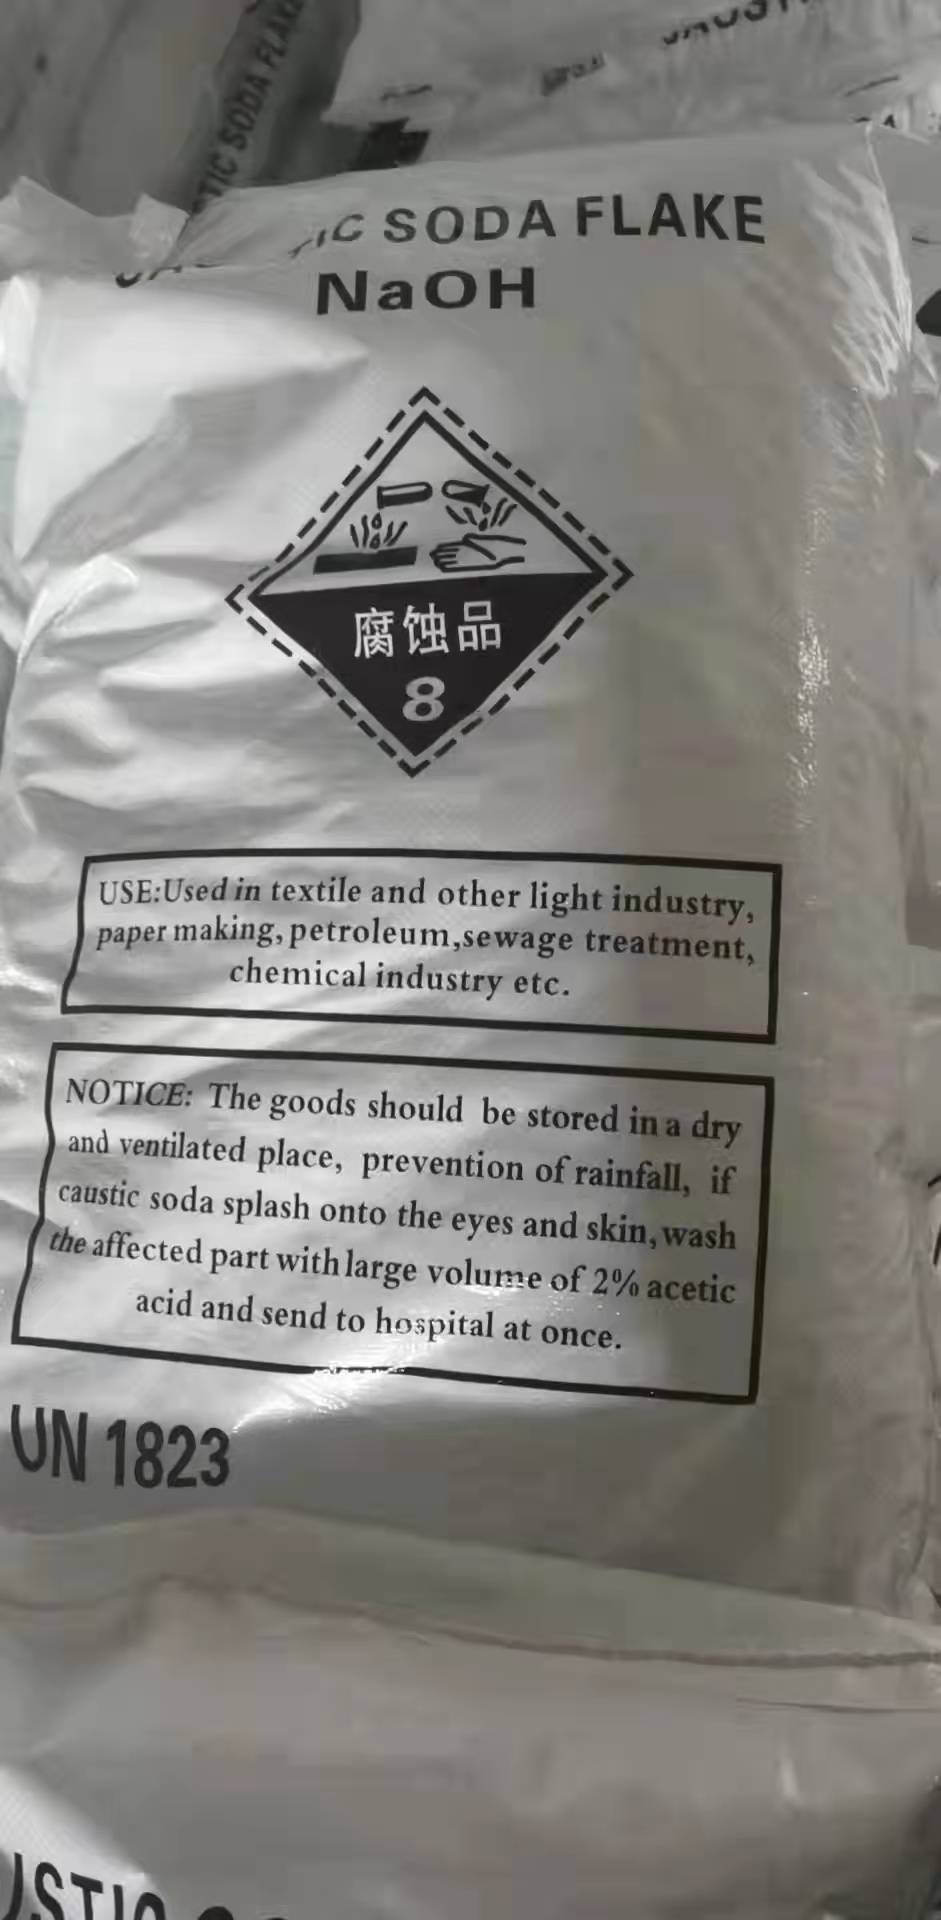 SODA FLAKE
NaOH
腐蚀品
8
USE:Used in textile and other light industry,
paper making, petroleum,sewage treatment,
chemical industry etc.
NOTICE: The goods should be stored in a dry
and ventilated place, prevention of rainfall, if
caustic soda splash onto the eyes and skin, wash
the affected part with large volume of 2% acetic
acid and send to hospital at once.
UN 1823